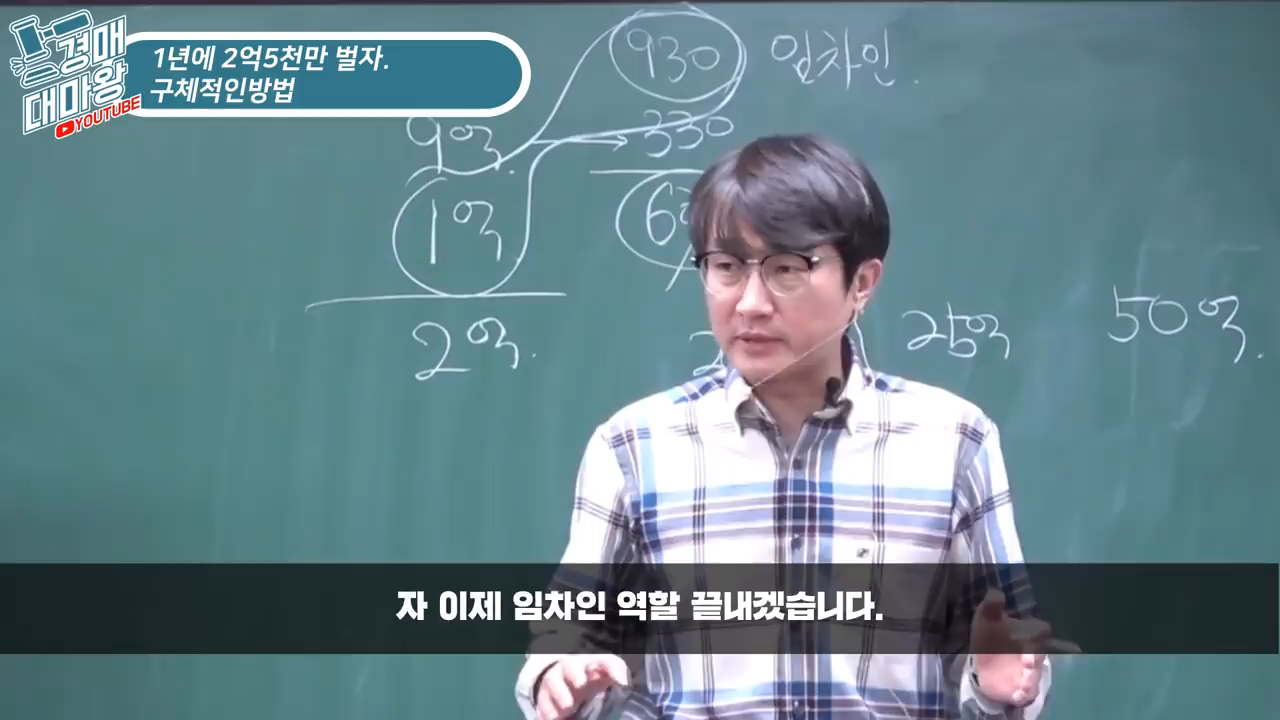 경매
대마왕
YOUTUBE
1년에 2억5천만 벌자.
구체적인방법
930 임차인.
9억. 330
1억
2억. 25억 50억.
자 이제 임차인 역할 끝내겠습니다.